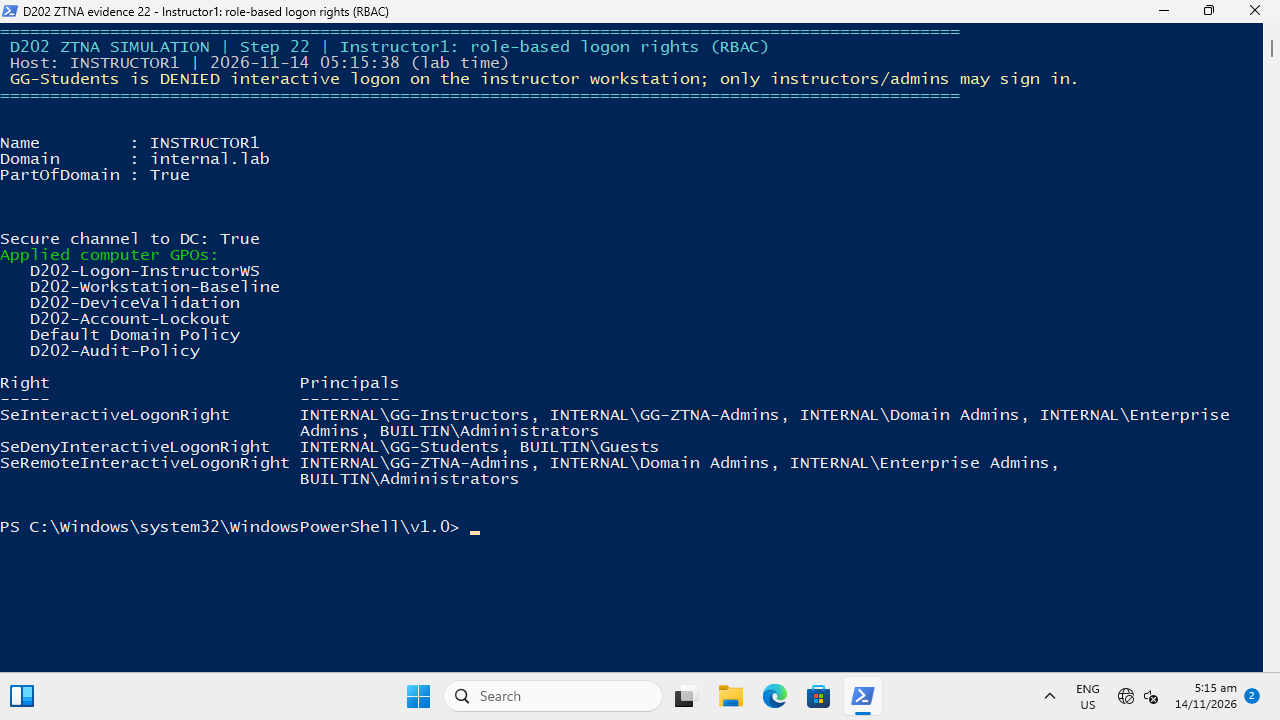 D202 ZTNA evidence 22 - Instructor1: role-based logon rights (RBAC)
================================================================================================
D202 ZTNA SIMULATION | Step 22 | Instructor1: role-based logon rights (RBAC)
Host: INSTRUCTOR1 | 2026-11-14 05:15:38 (lab time)
GG-Students is DENIED interactive logon on the instructor workstation; only instructors/admins may sign in.
================================================================================================
Name         : INSTRUCTOR1
Domain       : internal.lab
PartOfDomain : True
Secure channel to DC: True
Applied computer GPOs:
D202-Logon-InstructorWS
D202-Workstation-Baseline
D202-DeviceValidation
D202-Account-Lockout
Default Domain Policy
D202-Audit-Policy
Right                         Principals
-----                         ----------
SeInteractiveLogonRight       INTERNAL\GG-Instructors, INTERNAL\GG-ZTNA-Admins, INTERNAL\Domain Admins, INTERNAL\Enterprise
Admins, BUILTIN\Administrators
SeDenyInteractiveLogonRight   INTERNAL\GG-Students, BUILTIN\Guests
SeRemoteInteractiveLogonRight INTERNAL\GG-ZTNA-Admins, INTERNAL\Domain Admins, INTERNAL\Enterprise Admins,
BUILTIN\Administrators
PS C:\Windows\system32\WindowsPowerShell\v1.0> _
Search
ENG
US
5:15 am
14/11/2026
2